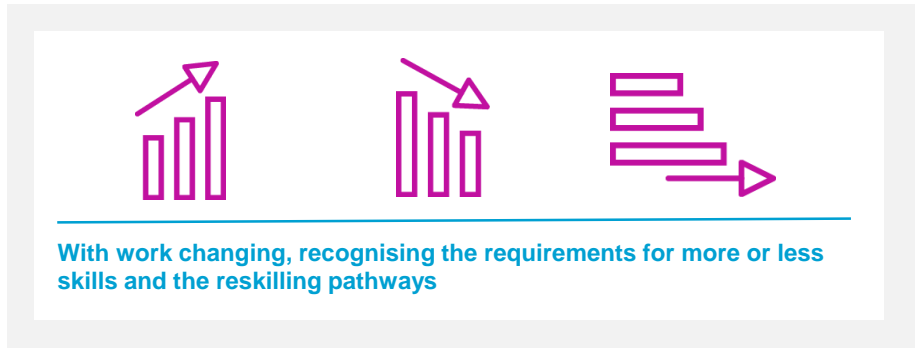 With work changing, recognising the requirements for more or less
skills and the reskilling pathways